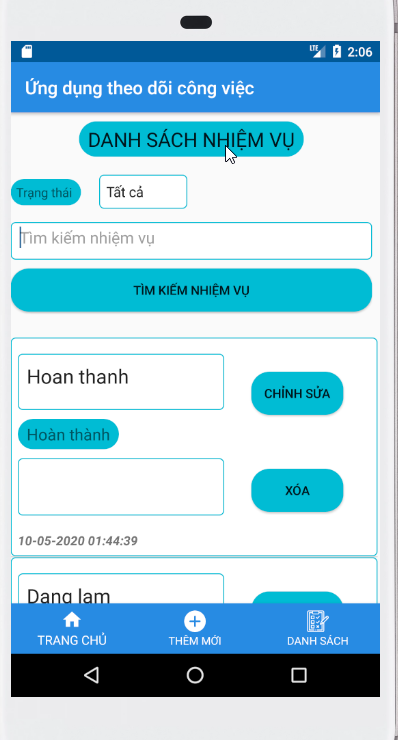 LTE 2:06
Ứng dụng theo dõi công việc
DANH SÁCH NHIỆM VỤ
Trạng thái Tất cả
Tìm kiếm nhiệm vụ
TÌM KIẾM NHIỆM VỤ
Hoan thanh
CHỈNH SỬA
Hoàn thành
XÓA
10-05-2020 01:44:39
Dang lam
TRANG CHỦ THÊM MỚI DANH SÁCH